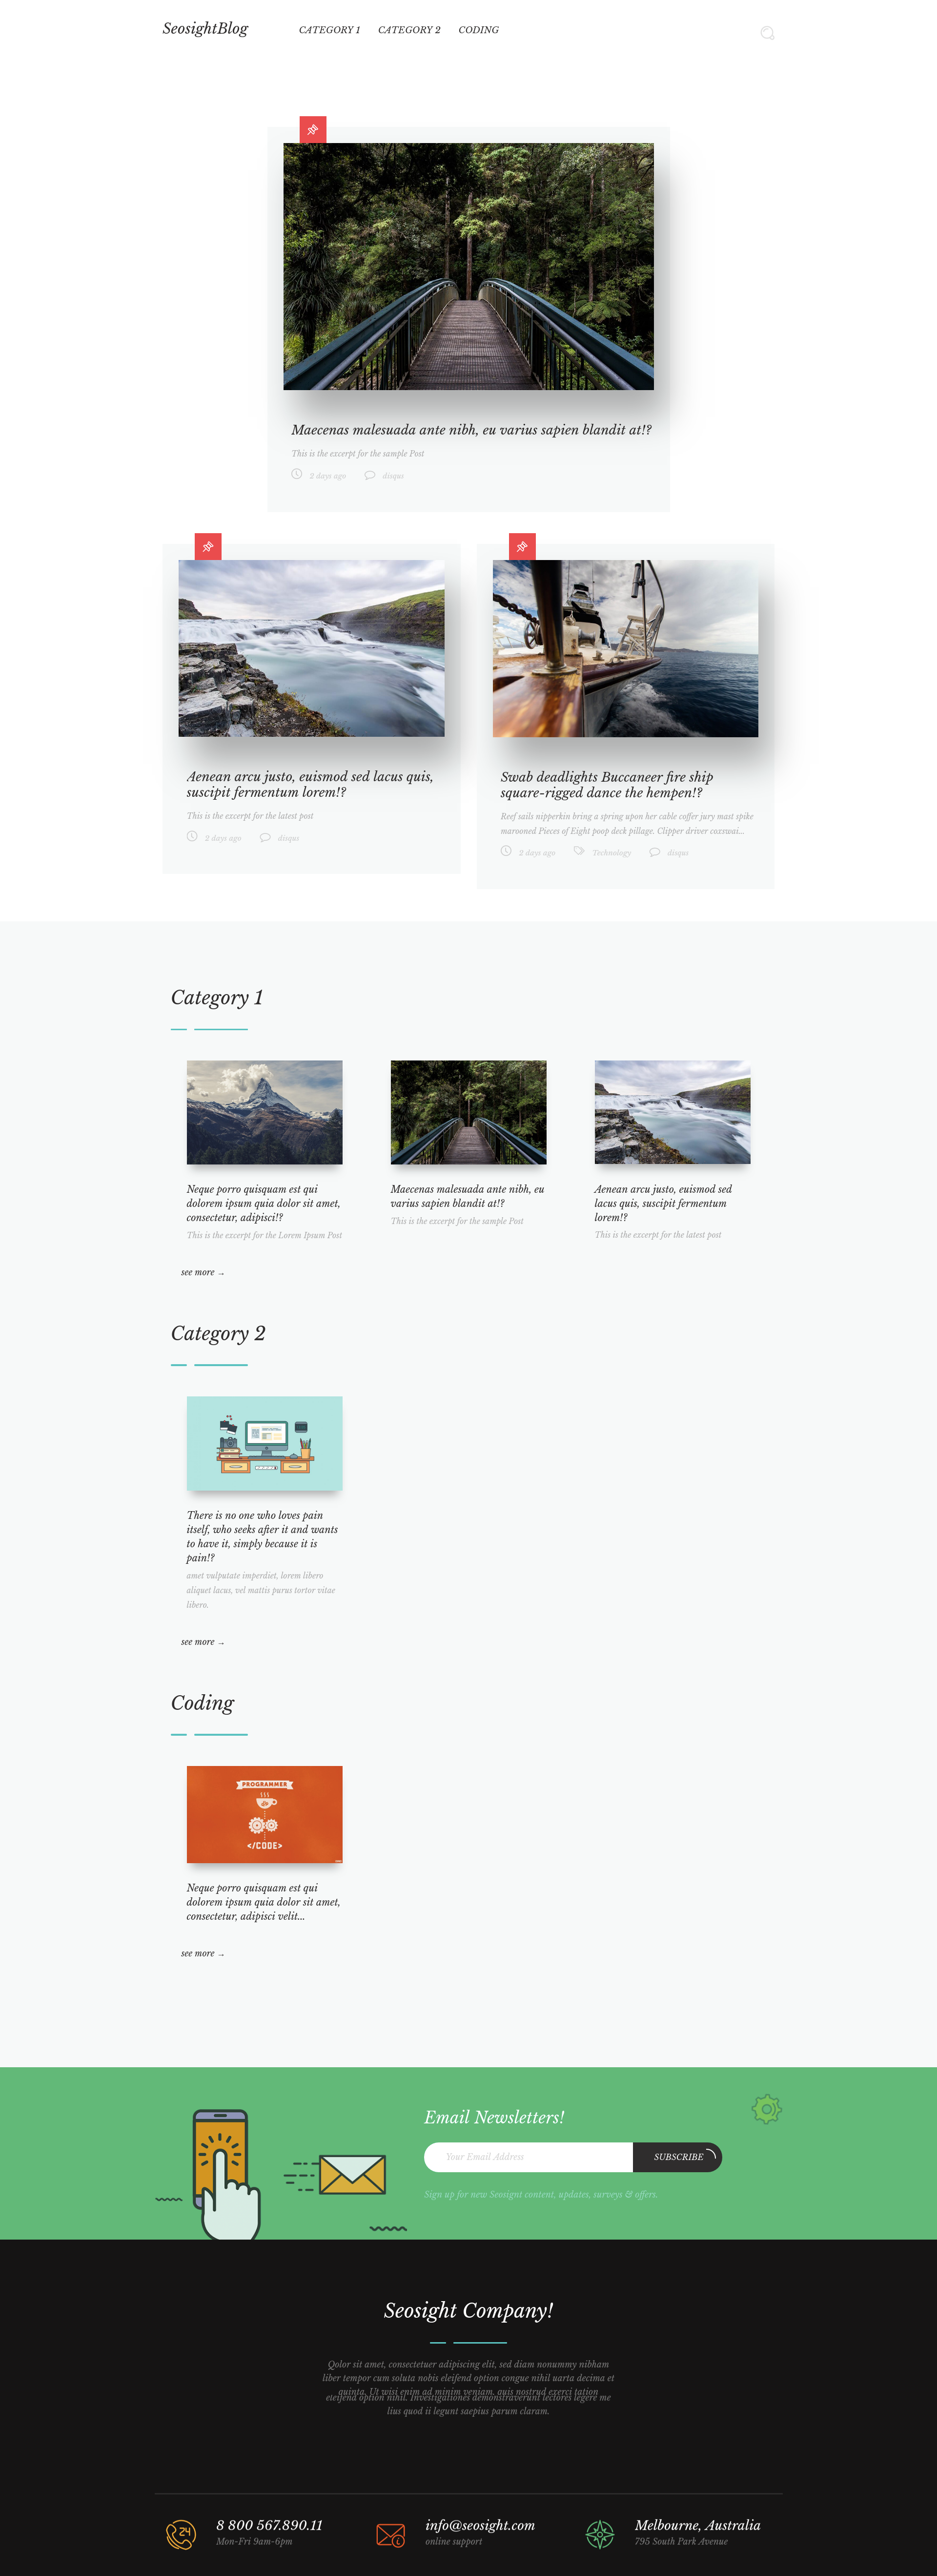 SeosightBlog
CATEGORY 1 CATEGORY 2 CODING
Maecenas malesuada ante nibh, eu varius sapien blandit at!?
This is the excerpt for the sample Post
2 days ago disqus
Aenean arcu justo, euismod sed lacus quis,
suscipit fermentum lorem!?
This is the excerpt for the latest post
2 days ago disqus
Swab deadlights Buccaneer fire ship
square-rigged dance the hempen!?
Reef sails nipperkin bring a spring upon her cable coffer jury mast spike
marooned Pieces of Eight poop deck pillage. Clipper driver coxswai...
2 days ago Technology disqus
Category 1
Neque porro quisquam est qui
dolorem ipsum quia dolor sit amet,
consectetur, adipisci!?
This is the excerpt for the Lorem Ipsum Post
Maecenas malesuada ante nibh, eu
varius sapien blandit at!?
This is the excerpt for the sample Post
Aenean arcu justo, euismod sed
lacus quis, suscipit fermentum
lorem!?
This is the excerpt for the latest post
see more →
Category 2
There is no one who loves pain
itself, who seeks after it and wants
to have it, simply because it is
pain!?
amet vulputate imperdiet, lorem libero
aliquet lacus, vel mattis purus tortor vitae
libero.
see more →
Coding
PROGRAMMER
</CODE>
Neque porro quisquam est qui
dolorem ipsum quia dolor sit amet,
consectetur, adipisci velit...
see more →
Email Newsletters!
Your Email Address
SUBSCRIBE
Sign up for new Seosignt content, updates, surveys & offers.
Seosight Company!
Qolor sit amet, consectetuer adipiscing elit, sed diam nonummy nibham
liber tempor cum soluta nobis eleifend option congue nihil uarta decima et
quinta. Ut wisi enim ad minim veniam, quis nostrud exerci tation
eleifend option nihil. Investigationes demonstraverunt lectores legere me
lius quod ii legunt saepius parum claram.
24
8 800 567.890.11
Mon-Fri 9am-6pm
info@seosight.com
online support
Melbourne, Australia
795 South Park Avenue